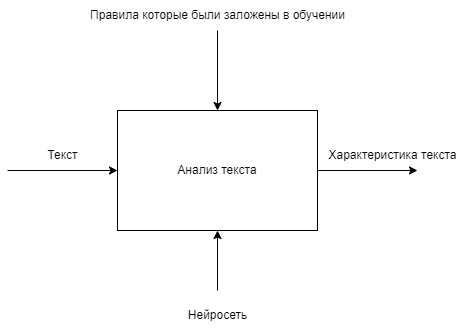 Правила которые были заложены в обучении
Текст
Анализ текста
Характеристика текста
Нейросеть